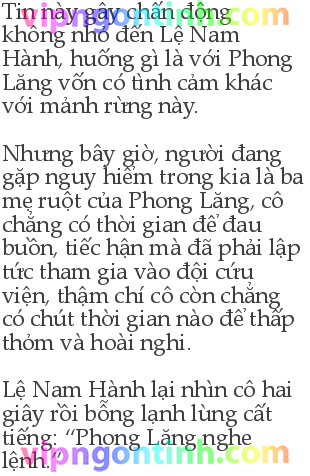 Tin này gây chấn động
vipngontinh.com
không nhỏ đến Lệ Nam
Hành, huống gì là với Phong
Lăng vốn có tình cảm khác
với mảnh rừng này.
Nhưng bây giờ, người đang
gặp nguy hiểm trong kia là ba
mẹ ruột của Phong Lăng, cô
chẳng có thời gian để đau
buồn, tiếc hận mà đã phải lập
tức tham gia vào đội cứu
viện, thậm chí cô còn chẳng
có chút thời gian nào để thấp
thỏm và hoài nghi.
Lệ Nam Hành lại nhìn cô hai
giây rồi bỗng lạnh lùng cất
tiếng: “Phong Lăng nghe
vipngontinh.com
lệnh.”